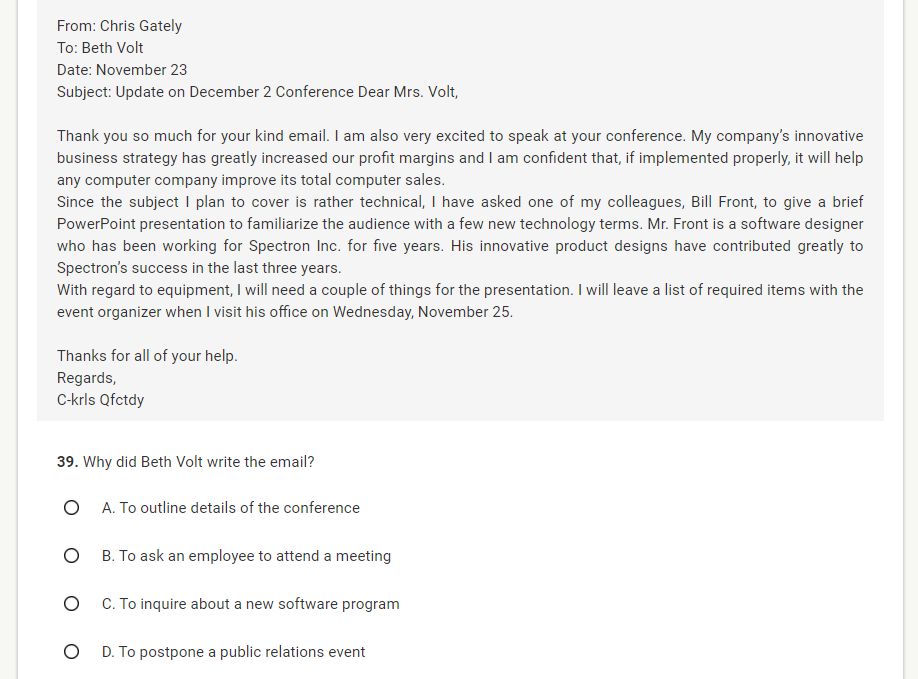 From: Chris Gately
To: Beth Volt
Date: November 23
Subject: Update on December 2 Conference Dear Mrs. Volt,
Thank you so much for your kind email. I am also very excited to speak at your conference. My company's innovative
business strategy has greatly increased our profit margins and I am confident that, if implemented properly, it will help
any computer company improve its total computer sales.
Since the subject I plan to cover is rather technical, I have asked one of my colleagues, Bill Front, to give a brief
PowerPoint presentation to familiarize the audience with a few new technology terms. Mr. Front is a software designer
who has been working for Spectron Inc. for five years. His innovative product designs have contributed greatly to
Spectron's success in the last three years.
With regard to equipment, I will need a couple of things for the presentation. I will leave a list of required items with the
event organizer when I visit his office on Wednesday, November 25.
Thanks for all of your help.
Regards,
C-krls Qfctdy
39. Why did Beth Volt write the email?
A. To outline details of the conference
B. To ask an employee to attend a meeting
C. To inquire about a new software program
D. To postpone a public relations event